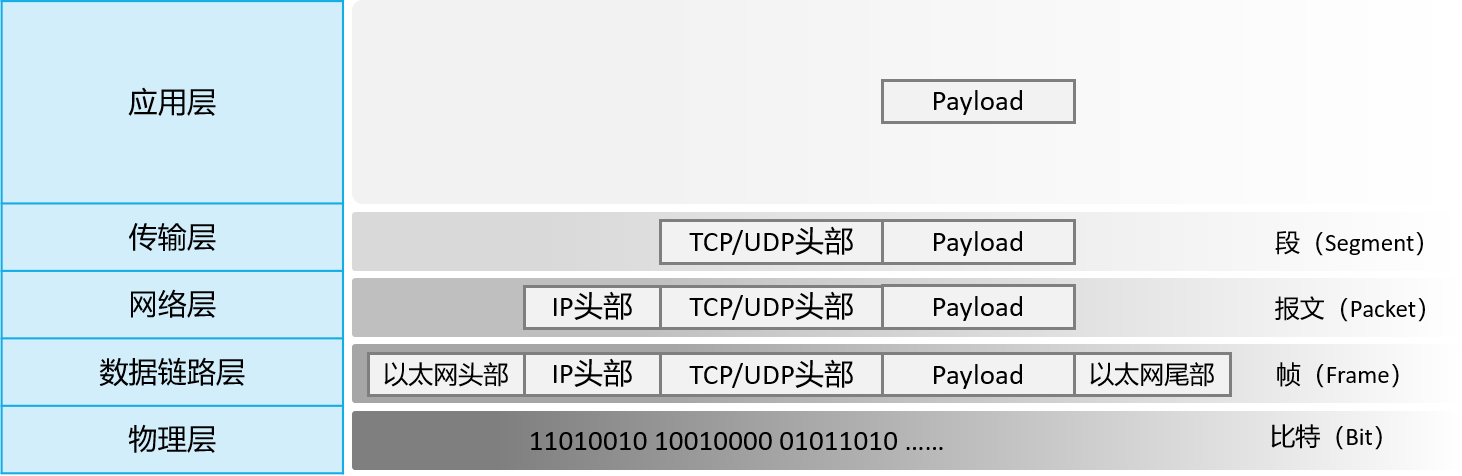 应用层
Payload
传输层
TCP/UDP头部 Payload
段（Segment）
网络层
IP头部 TCP/UDP头部 Payload
报文（Packet）
数据链路层
以太网头部 IP头部 TCP/UDP头部 Payload 以太网尾部
帧（Frame）
物理层
11010010 10010000 01011010 ……
比特（Bit）